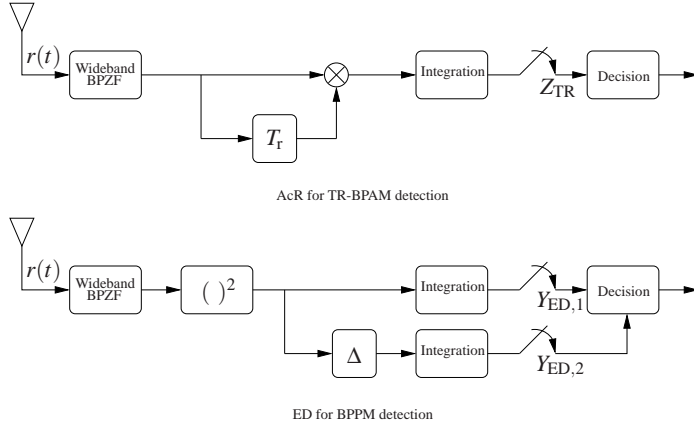 r(t)
Wideband
BPZF
Integration
Z_TR
Decision
T_r
AcR for TR-BPAM detection
r(t)
Wideband
BPZF
( )²
Integration
Y_ED,1
Decision
Δ
Integration
Y_ED,2
ED for BPPM detection